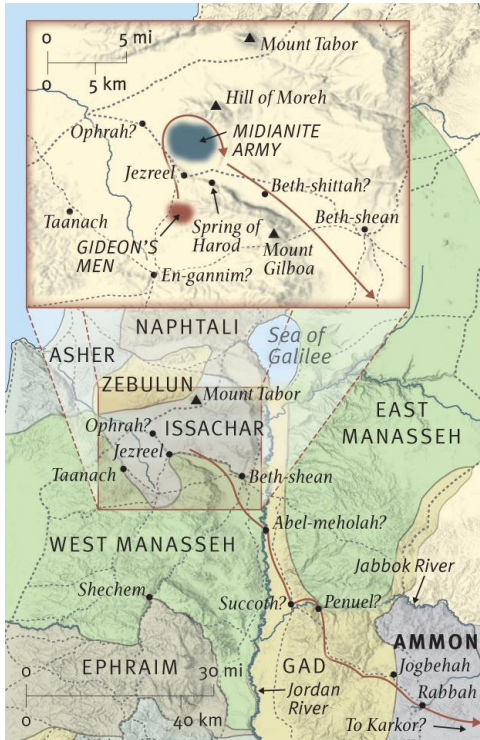 0 5 mi
0 5 km
Mount Tabor
Hill of Moreh
Ophrah?
MIDIANITE
ARMY
Jezreel
Beth-shittah?
Taanach
Spring of
Harod
Beth-shean
GIDEON'S
MEN
Mount
Gilboa
En-gannim?
NAPHTALI
Sea of
Galilee
ASHER
ZEBULUN
Mount Tabor
EAST
MANASSEH
Ophrah?
ISSACHAR
Jezreel
Taanach
Beth-shean
Abel-meholah?
WEST MANASSEH
Jabbok River
Shechem
Succoth?
Penuel?
AMMON
EPHRAIM
GAD
Jogbehah
0 30 mi
0 40 km
Jordan
River
Rabbah
To Karkor?